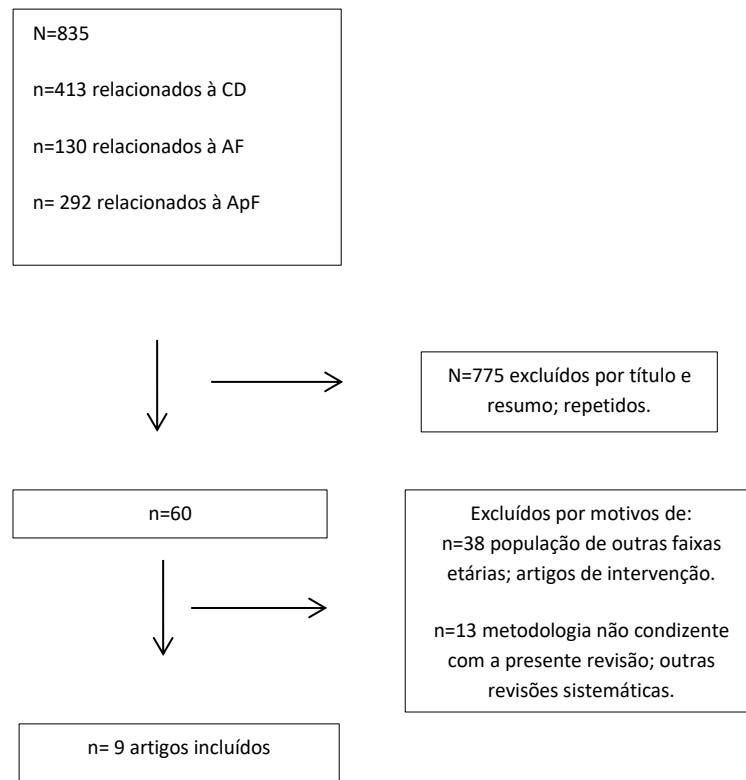 N=835
n=413 relacionados à CD
n=130 relacionados à AF
n= 292 relacionados à ApF
N=775 excluídos por título e
resumo; repetidos.
n=60
Excluídos por motivos de:
n=38 população de outras faixas
etárias; artigos de intervenção.
n=13 metodologia não condizente
com a presente revisão; outras
revisões sistemáticas.
n= 9 artigos incluídos